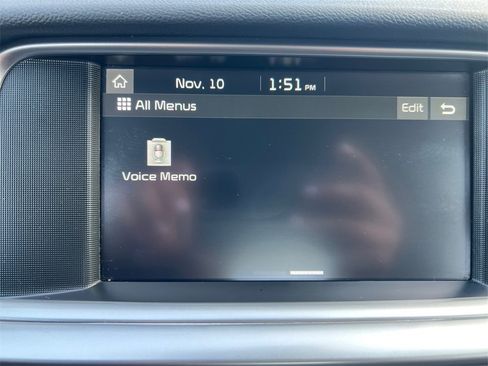 Nov. 10 1:51 PM
All Menus Edit
Voice Memo